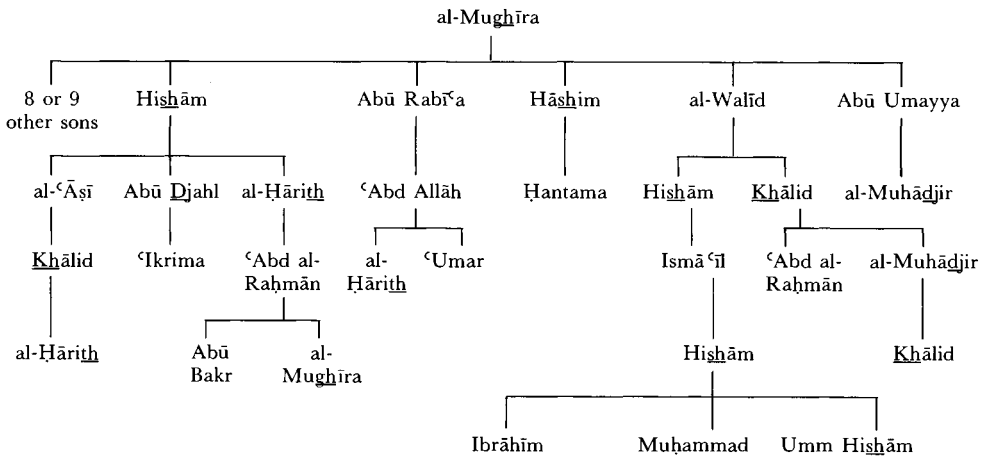 al-Mughīra
8 or 9 Hishām Abū Rabīʿa Hāshim al-Walīd Abū Umayya
other sons
al-ʿĀṣī Abū Djahl al-Ḥārith ʿAbd Allāh Ḥantama Hishām Khālid al-Muhādjir
Khālid ʿIkrima ʿAbd al- al- ʿUmar Ismāʿīl ʿAbd al- al-Muhādjir
Raḥmān Ḥārith Raḥmān
al-Ḥārith Abū al- Hishām Khālid
Bakr Mughīra
Ibrāhīm Muḥammad Umm Hishām